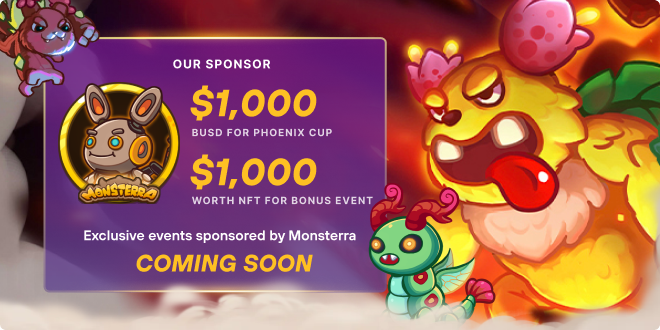 OUR SPONSOR
$1,000
BUSD FOR PHOENIX CUP
$1,000
WORTH NFT FOR BONUS EVENT
MONSTERRA
Exclusive events sponsored by Monsterra
COMING SOON